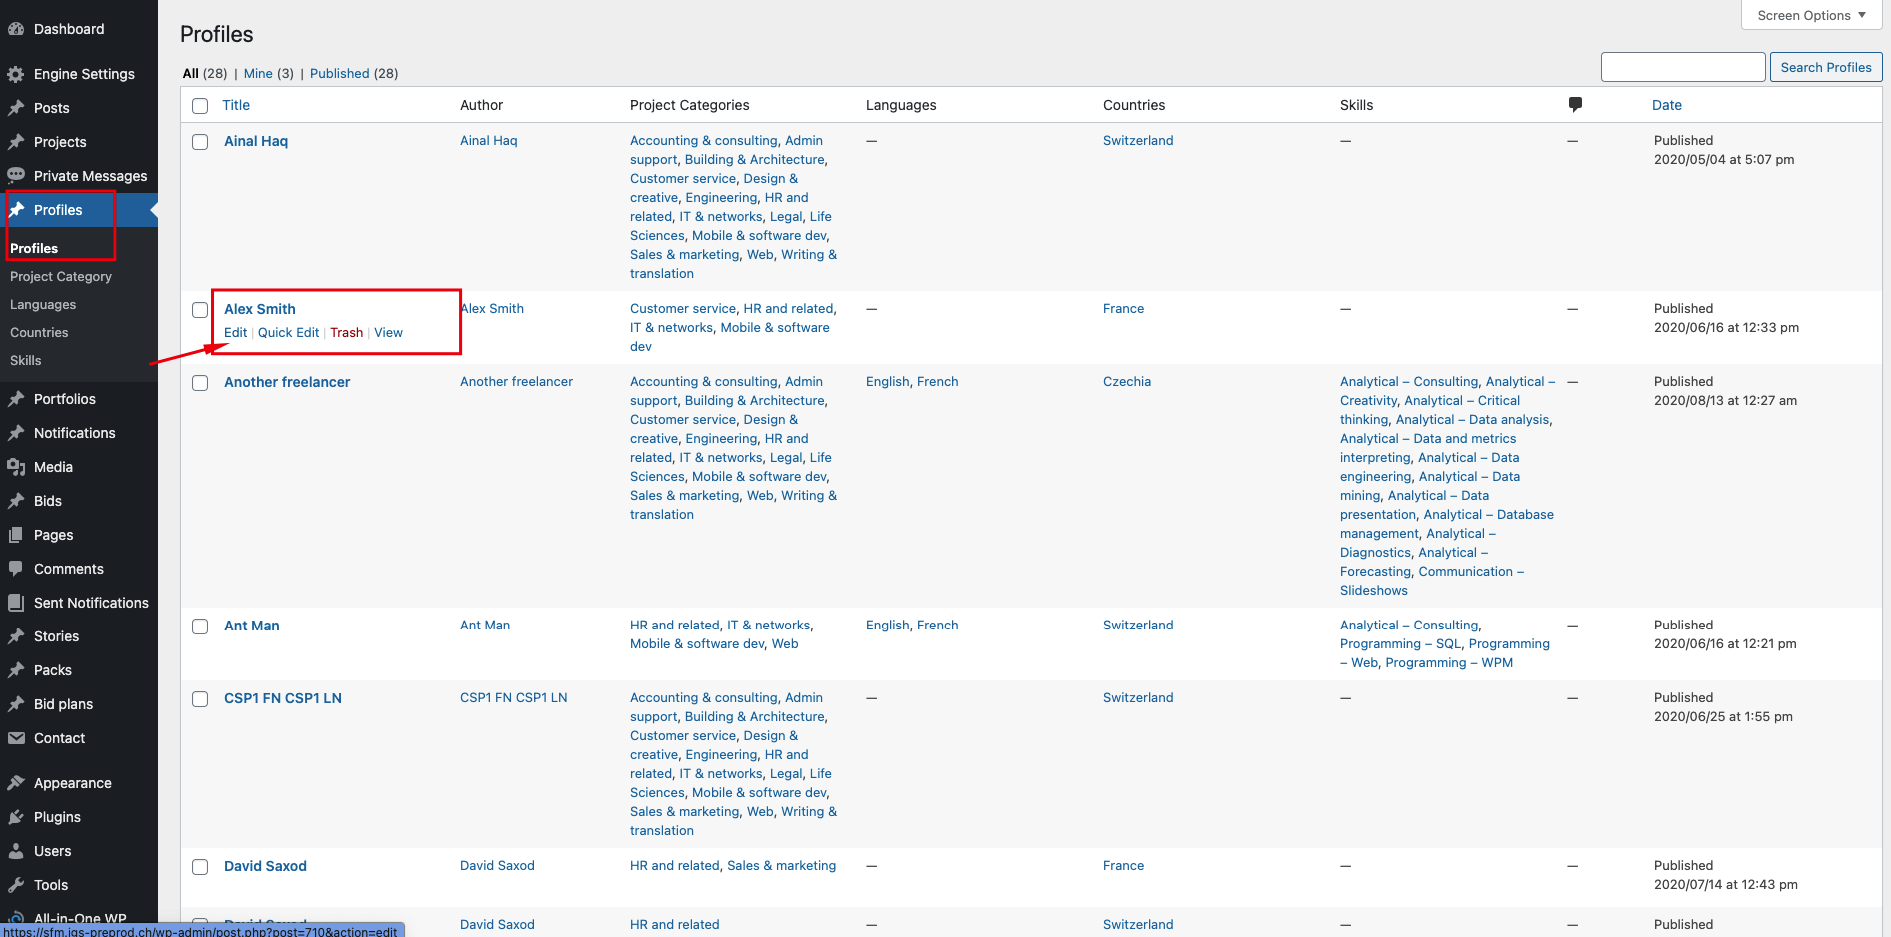 Dashboard
Engine Settings
Posts
Projects
Private Messages
Profiles
Profiles
Project Category
Languages
Countries
Skills
Portfolios
Notifications
Media
Bids
Pages
Comments
Sent Notifications
Stories
Packs
Bid plans
Contact
Appearance
Plugins
Users
Tools
All-in-One WP
https://sfm.igs-preprod.ch/wp-admin/post.php?post=710&action=edit
Screen Options
Profiles
All (28) | Mine (3) | Published (28)
Search Profiles
Title Author Project Categories Languages Countries Skills Date
Ainal Haq
Ainal Haq
Accounting & consulting, Admin
support, Building & Architecture,
Customer service, Design &
creative, Engineering, HR and
related, IT & networks, Legal, Life
Sciences, Mobile & software dev,
Sales & marketing, Web, Writing &
translation
—
Switzerland
—
—
Published
2020/05/04 at 5:07 pm
Alex Smith
Edit | Quick Edit | Trash | View
Alex Smith
Customer service, HR and related,
IT & networks, Mobile & software
dev
—
France
—
—
Published
2020/06/16 at 12:33 pm
Another freelancer
Another freelancer
Accounting & consulting, Admin
support, Building & Architecture,
Customer service, Design &
creative, Engineering, HR and
related, IT & networks, Legal, Life
Sciences, Mobile & software dev,
Sales & marketing, Web, Writing &
translation
English, French
Czechia
Analytical – Consulting, Analytical –
Creativity, Analytical – Critical
thinking, Analytical – Data analysis,
Analytical – Data and metrics
interpreting, Analytical – Data
engineering, Analytical – Data
mining, Analytical – Data
presentation, Analytical – Database
management, Analytical –
Diagnostics, Analytical –
Forecasting, Communication –
Slideshows
—
Published
2020/08/13 at 12:27 am
Ant Man
Ant Man
HR and related, IT & networks,
Mobile & software dev, Web
English, French
Switzerland
Analytical – Consulting,
Programming – SQL, Programming
– Web, Programming – WPM
—
Published
2020/06/16 at 12:21 pm
CSP1 FN CSP1 LN
CSP1 FN CSP1 LN
Accounting & consulting, Admin
support, Building & Architecture,
Customer service, Design &
creative, Engineering, HR and
related, IT & networks, Legal, Life
Sciences, Mobile & software dev,
Sales & marketing, Web, Writing &
translation
—
Switzerland
—
—
Published
2020/06/25 at 1:55 pm
David Saxod
David Saxod
HR and related, Sales & marketing
—
France
—
—
Published
2020/07/14 at 12:43 pm
David Saxod
David Saxod
HR and related
—
Switzerland
—
—
Published